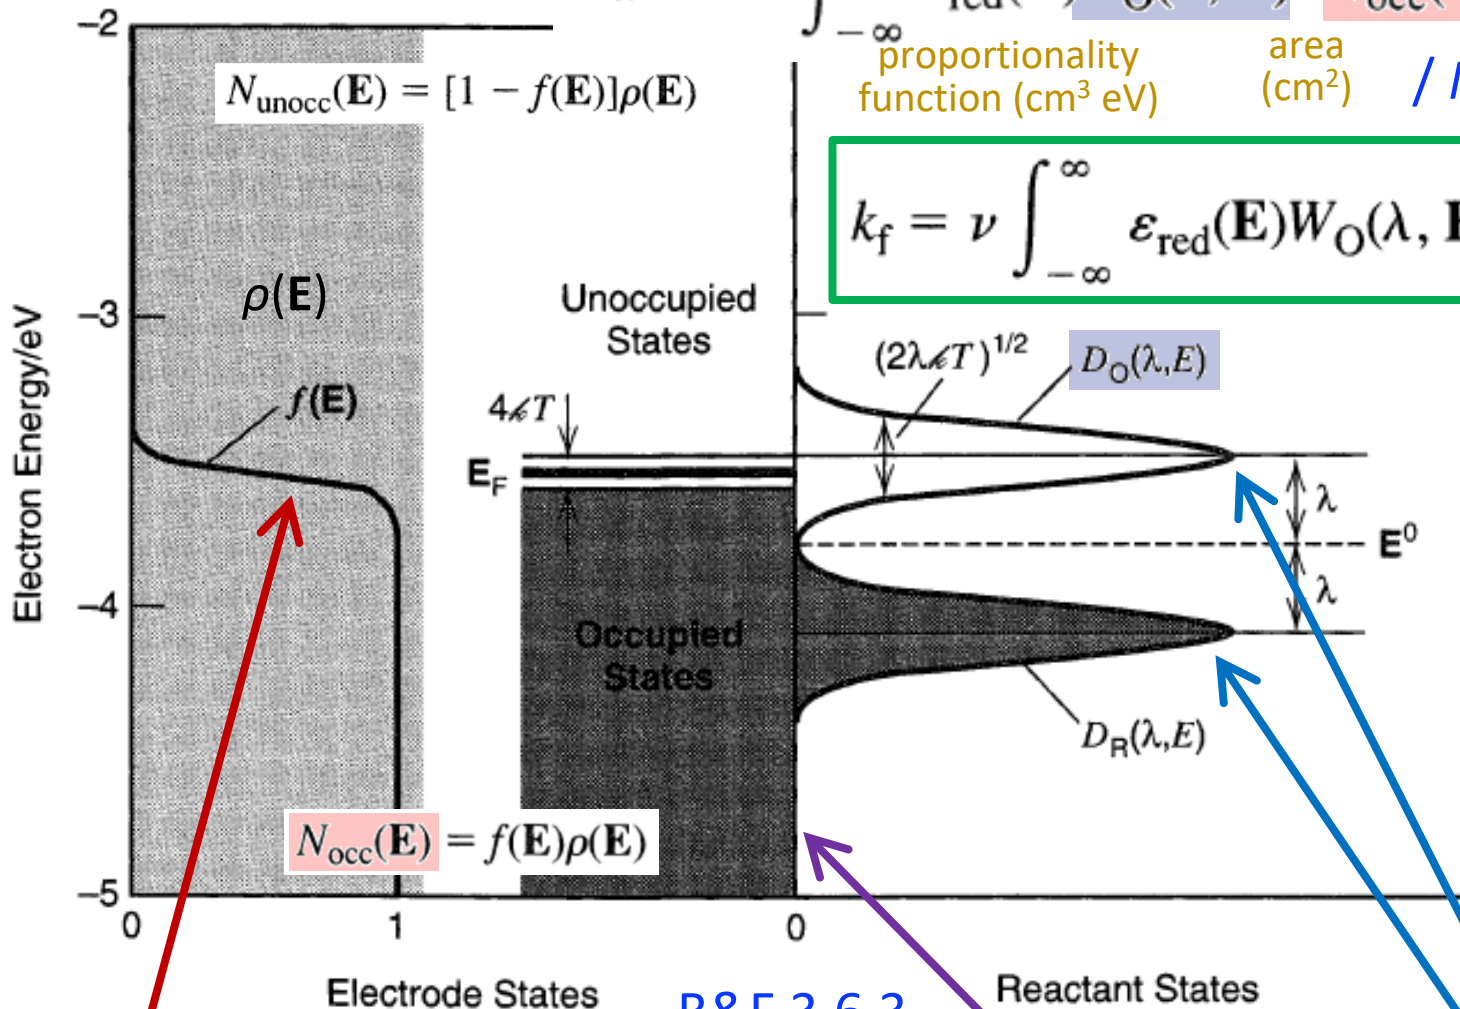 −2
∫−∞
proportionality
function (cm³ eV)
area
(cm²)
/
N_unocc(E) = [1 − f(E)]ρ(E)
k_f = ν ∫_{−∞}^{∞} ε_red(E)W_O(λ,
ρ(E)
−3
Unoccupied
States
(2λkT)^{1/2}
D_O(λ,E)
f(E)
4kT
E_F
λ
E⁰
λ
−4
Occupied
States
D_R(λ,E)
N_occ(E) = f(E)ρ(E)
−5
0
1
0
Electron Energy/eV
Electrode States
Reactant States